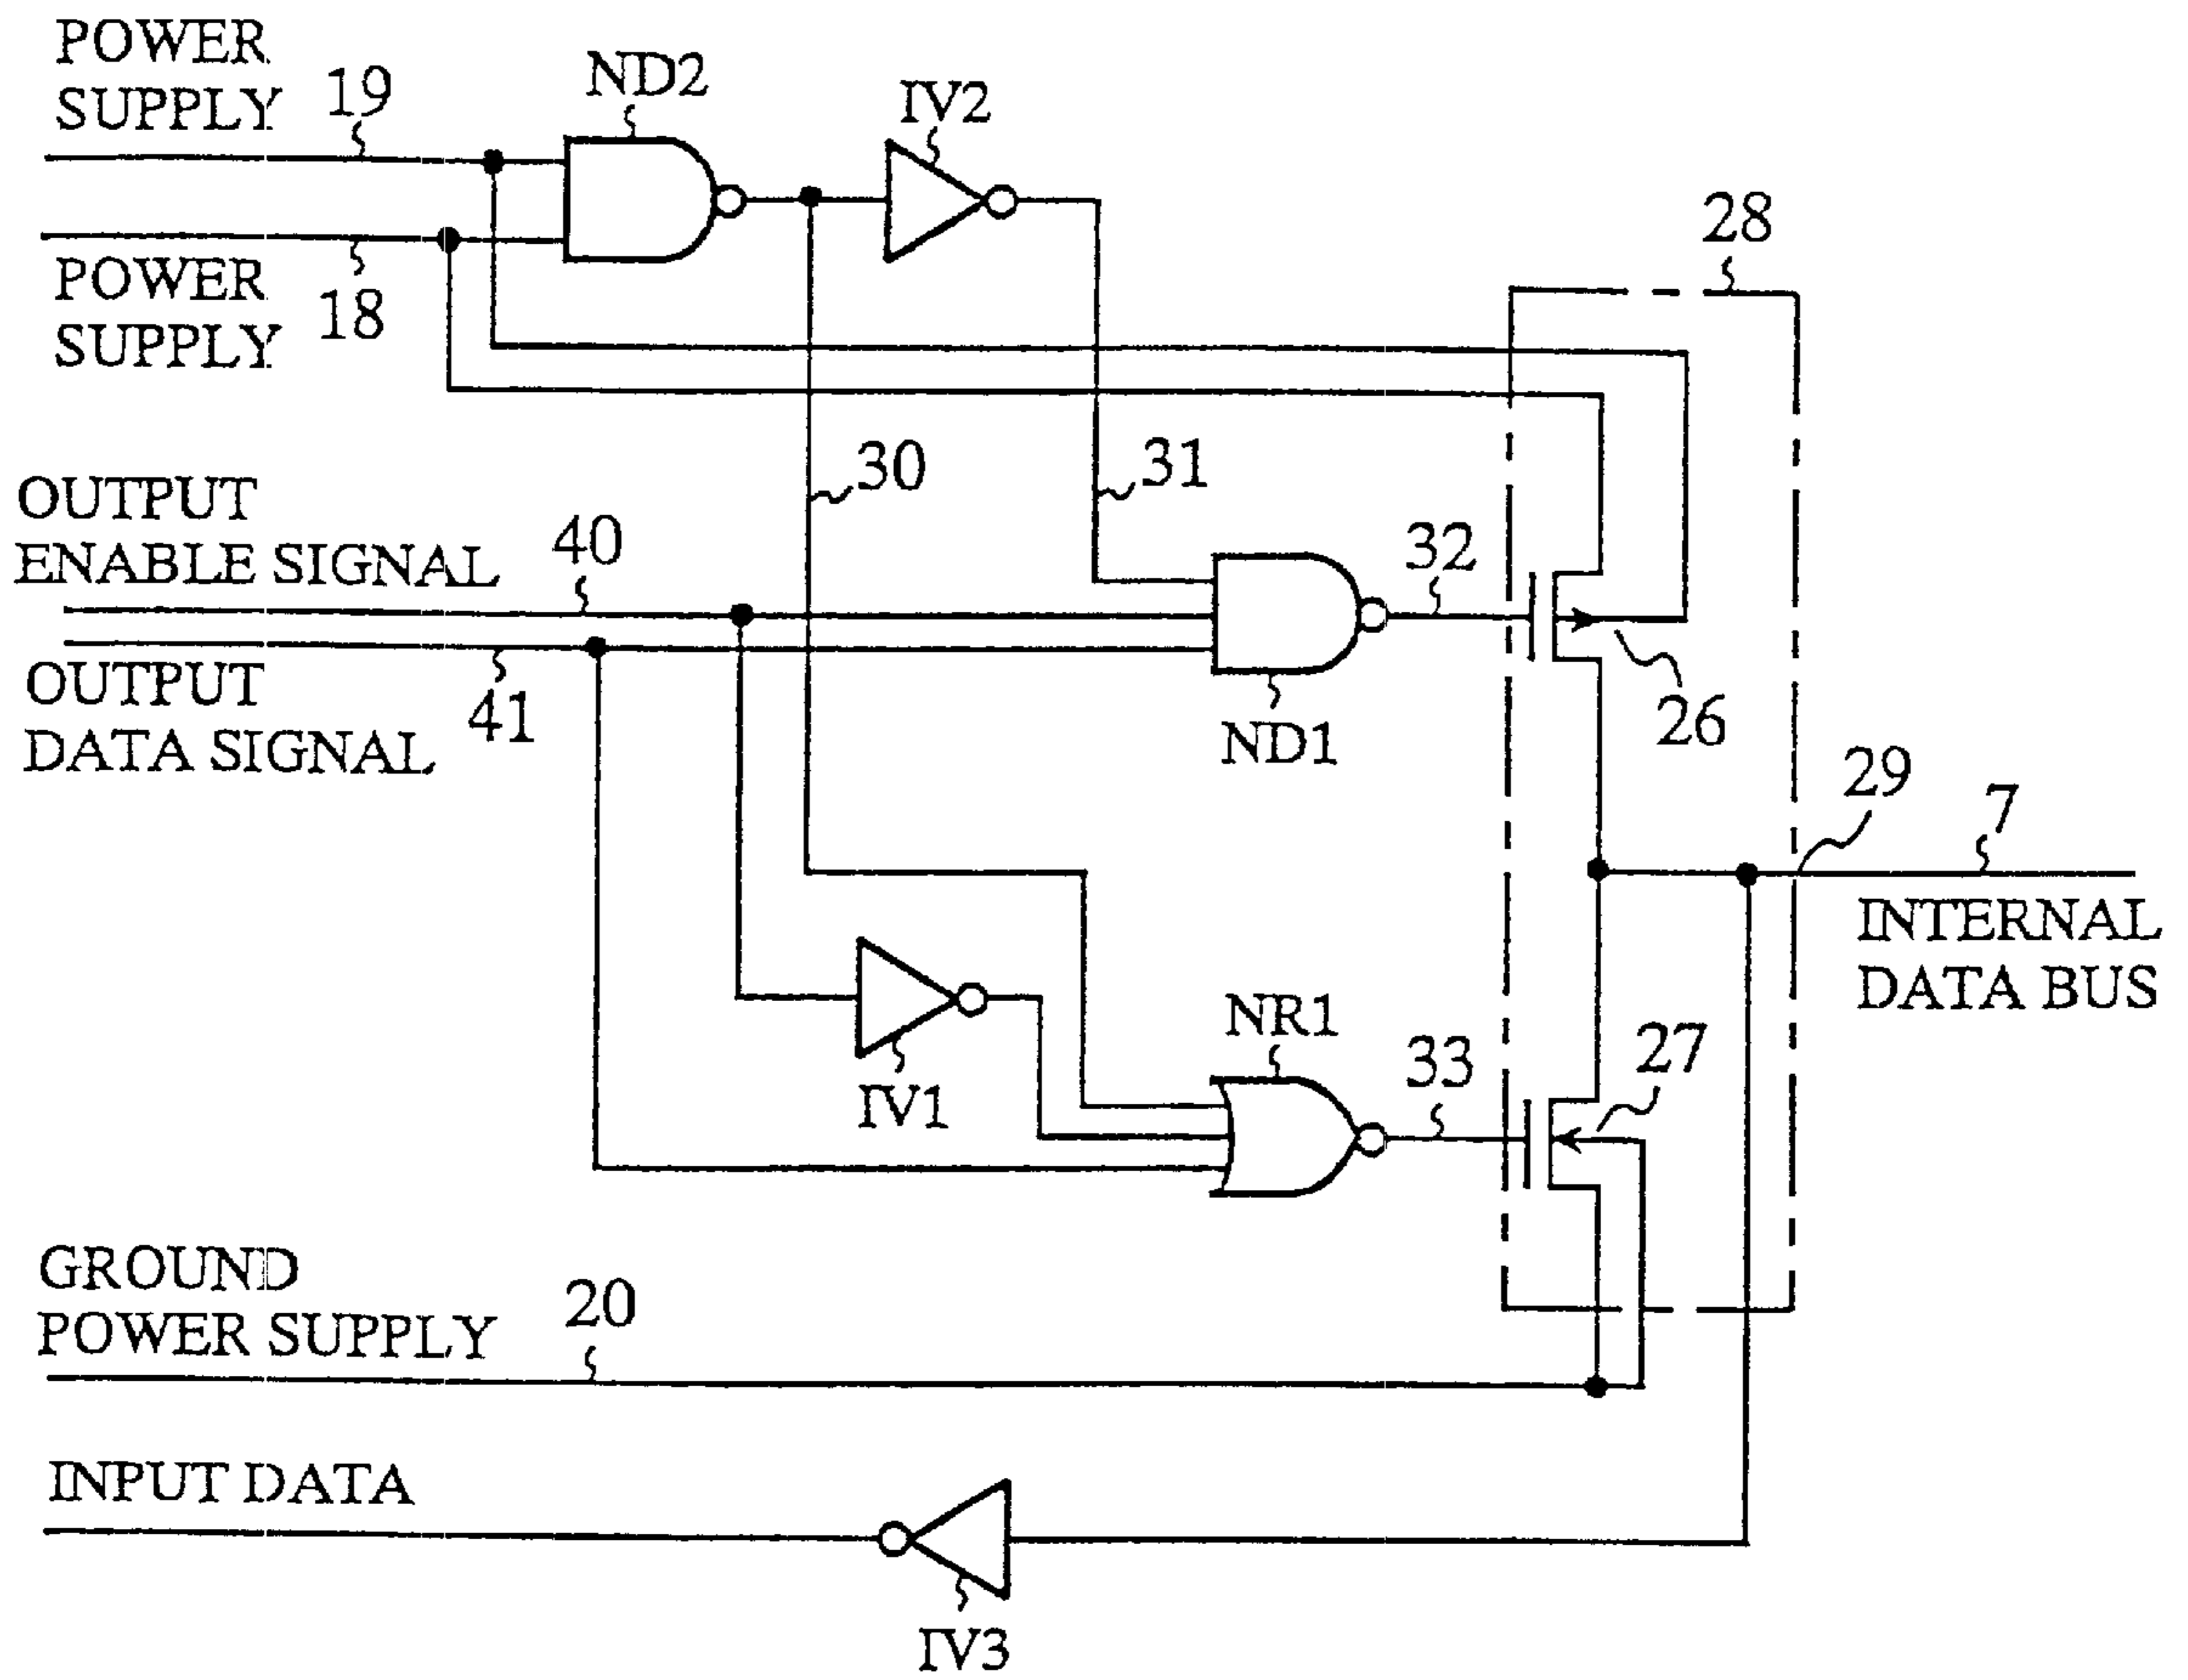 POWER
SUPPLY
19
ND2
IV2
POWER
SUPPLY
18
28
30
31
OUTPUT
ENABLE SIGNAL
40
32
OUTPUT
DATA SIGNAL
41
ND1
26
29
7
INTERNAL
DATA BUS
IV1
NR1
33
27
GROUND
POWER SUPPLY
20
INPUT DATA
IV3